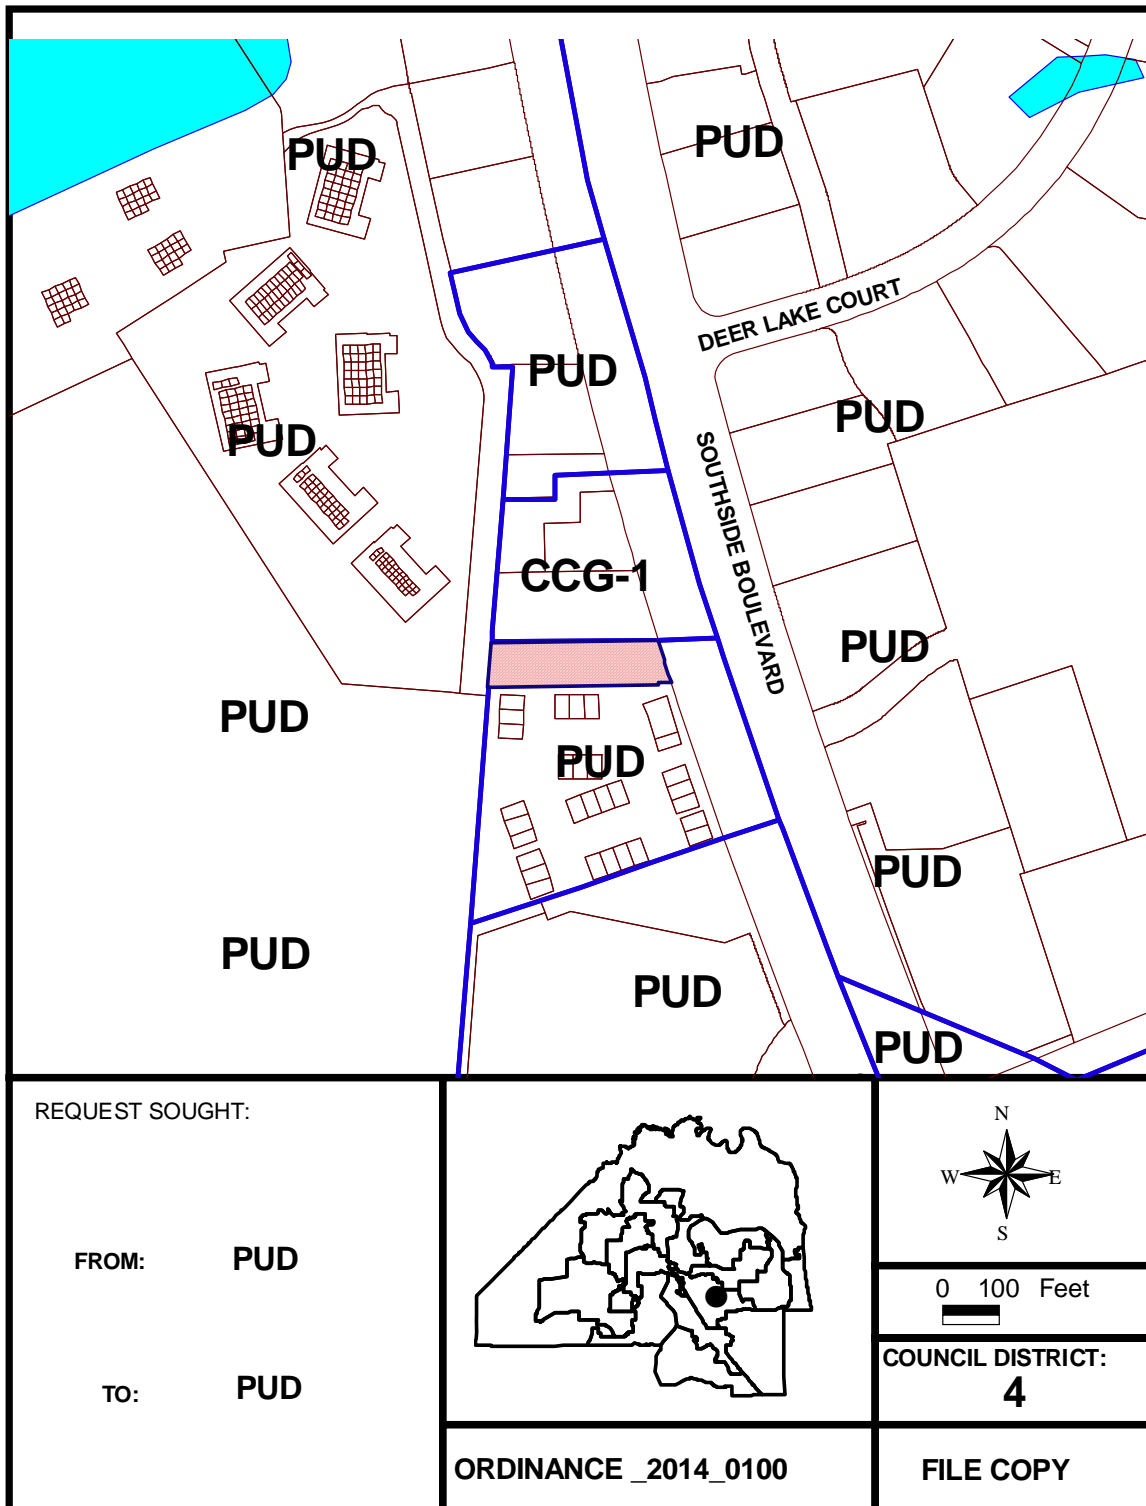 PUD
PUD
DEER LAKE COURT
PUD
PUD
PUD
SOUTHSIDE BOULEVARD
CCG-1
PUD
PUD
PUD
PUD
PUD
PUD
PUD
REQUEST SOUGHT:
FROM: PUD
TO: PUD
N
W E
S
0 100 Feet
COUNCIL DISTRICT:
4
ORDINANCE _2014_0100
FILE COPY